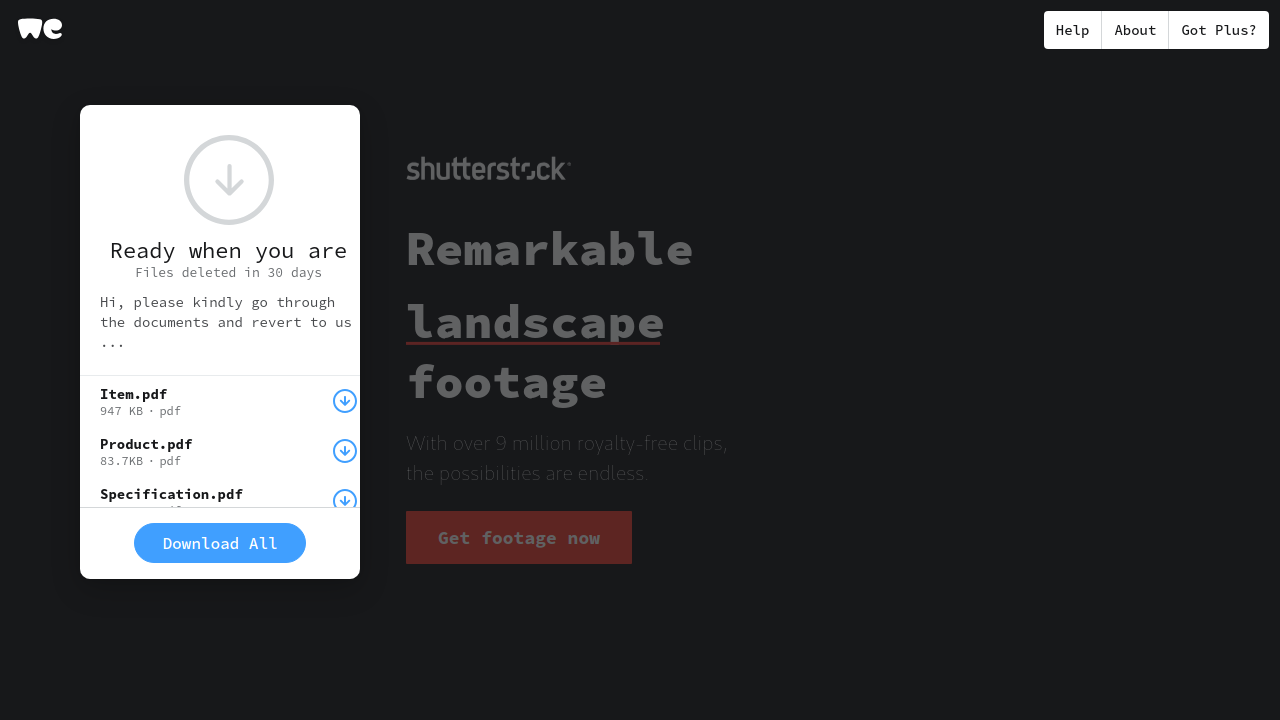 we
Help
About
Got Plus?
Ready when you are
Files deleted in 30 days
Hi, please kindly go through
the documents and revert to us
...
Item.pdf
947 KB · pdf
Product.pdf
83.7KB · pdf
Specification.pdf
Download All
shutterstock
Remarkable
landscape
footage
With over 9 million royalty-free clips,
the possibilities are endless.
Get footage now